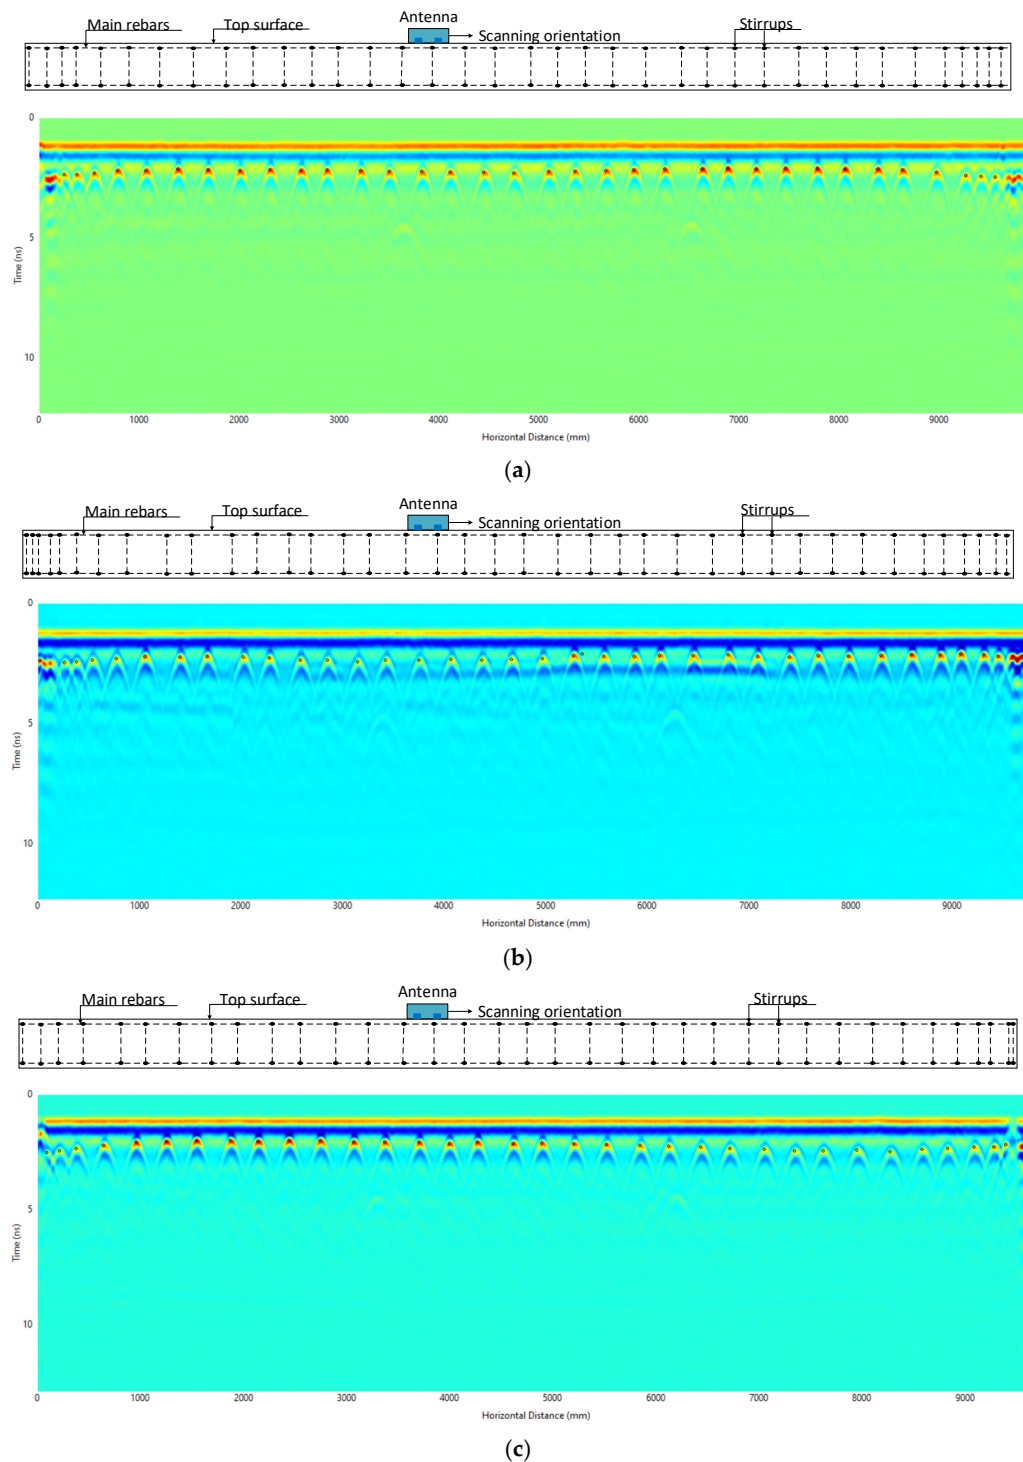 Main rebars
Top surface
Antenna
Scanning orientation
Stirrups
0
5
10
Time (ns)
0 1000 2000 3000 4000 5000 6000 7000 8000 9000
Horizontal Distance (mm)
(a)
Main rebars
Top surface
Antenna
Scanning orientation
Stirrups
0
5
10
Time (ns)
0 1000 2000 3000 4000 5000 6000 7000 8000 9000
Horizontal Distance (mm)
(b)
Main rebars
Top surface
Antenna
Scanning orientation
Stirrups
0
5
10
Time (ns)
0 1000 2000 3000 4000 5000 6000 7000 8000 9000
Horizontal Distance (mm)
(c)